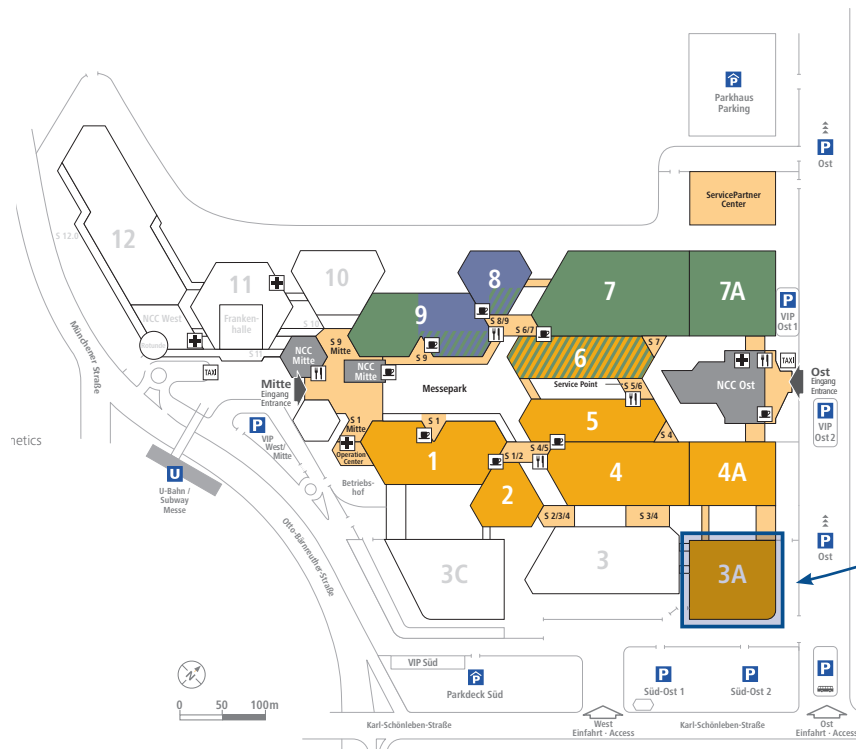 P
Parkhaus
Parking
P
Ost
ServicePartner
Center
S 12.0
12
11
10
8
7
7A
Franken-
halle
NCC West
Rotunde
S 10
S 11
9
S 8/9
S 6/7
P
VIP
Ost 1
Münchener Straße
TAXI
NCC
Mitte
S 9
Mitte
NCC
Mitte
S 9
6
S 7
TAXI
Mitte
Eingang
Entrance
Messepark
Service Point
S 5/6
NCC Ost
Ost
Eingang
Entrance
P
VIP
Ost 2
netics
P
VIP
West/
Mitte
S 1
Mitte
Operation
Center
S 1
1
5
S 4
S 4/5
S 1/2
U
U-Bahn /
Subway
Messe
Betriebs-
hof
2
4
4A
S 2/3/4
S 3/4
P
Ost
Otto-Bärnreuther-Straße
3C
3
3A
N
0 50 100m
VIP Süd
P
Parkdeck Süd
P
Süd-Ost 1
P
Süd-Ost 2
P
Karl-Schönleben-Straße
West
Einfahrt · Access
Karl-Schönleben-Straße
Ost
Einfahrt · Access